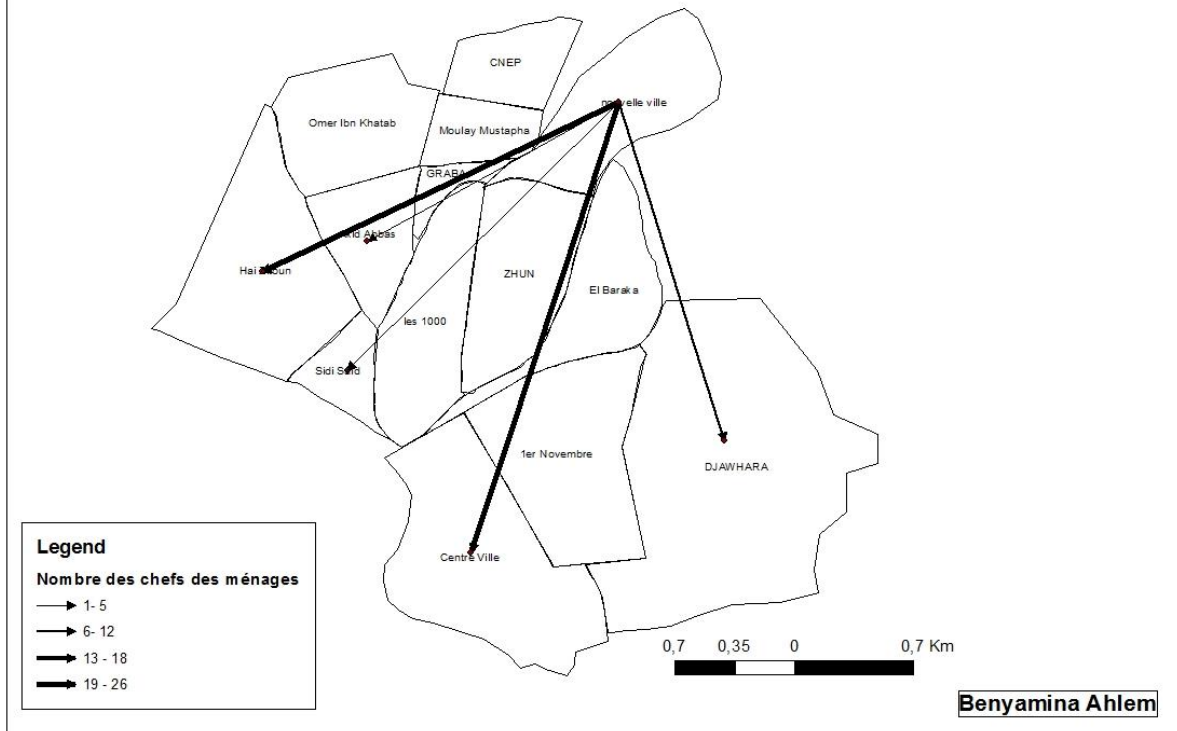 CNEP
Omer Ibn Khatab
Moulay Mustapha
GRABA
Abbas
Hai
ZHUN
El Baraka
les 1000
Sidi
1er Novembre
DJAWHARA
Centre Ville
Legend
Nombre des chefs des ménages
1- 5
6- 12
13 - 18
19 - 26
0,7 0,35 0 0,7 Km
Benyamina Ahlem